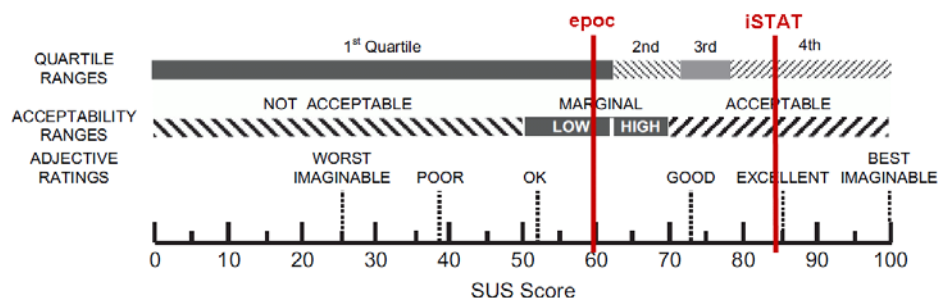 epoc iSTAT
1st Quartile 2nd 3rd 4th
QUARTILE
RANGES
NOT ACCEPTABLE MARGINAL ACCEPTABLE
ACCEPTABILITY
RANGES
LOW HIGH
ADJECTIVE
RATINGS
WORST
IMAGINABLE POOR OK GOOD EXCELLENT BEST
IMAGINABLE
0 10 20 30 40 50 60 70 80 90 100
SUS Score